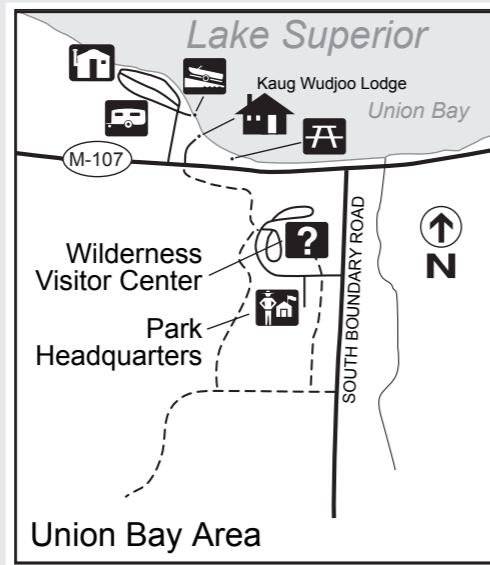 Lake Superior
Kaug Wudjoo Lodge
Union Bay
M-107
Wilderness
Visitor Center
?
Park
Headquarters
SOUTH BOUNDARY ROAD
N
Union Bay Area